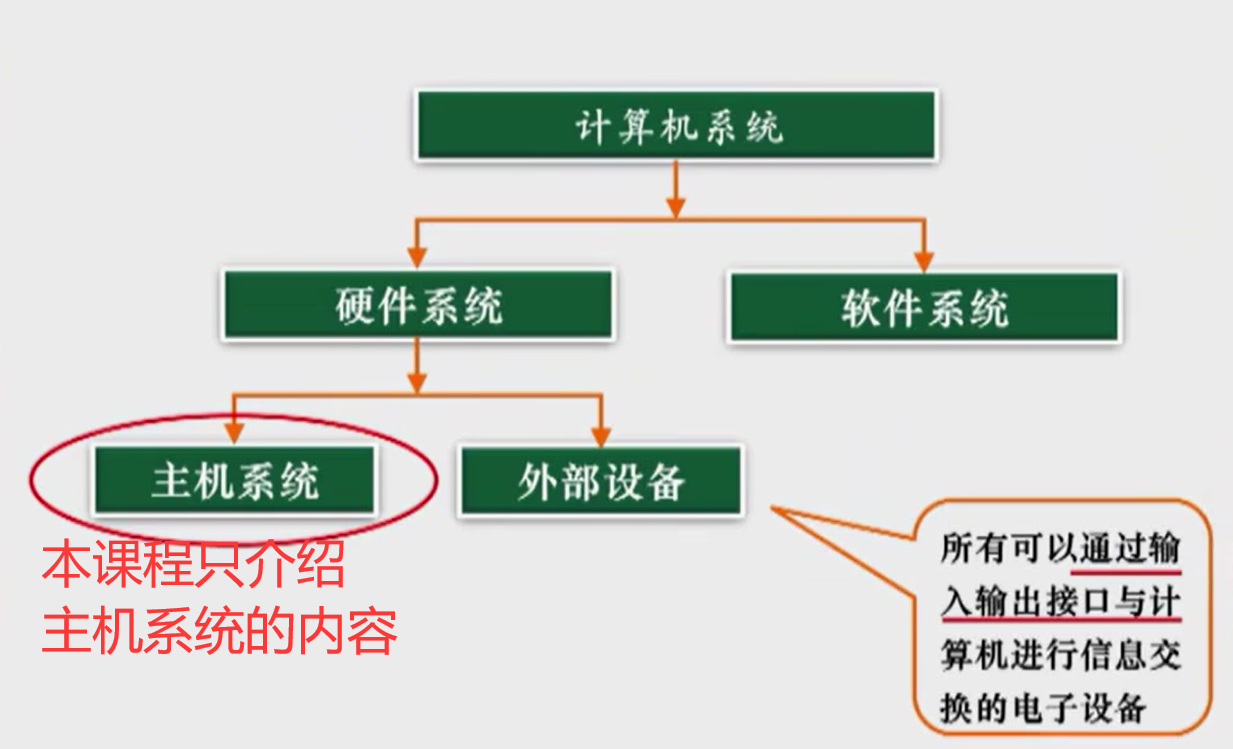 计算机系统
硬件系统
软件系统
主机系统
外部设备
本课程只介绍
主机系统的内容
所有可以通过输
入输出接口与计
算机进行信息交
换的电子设备